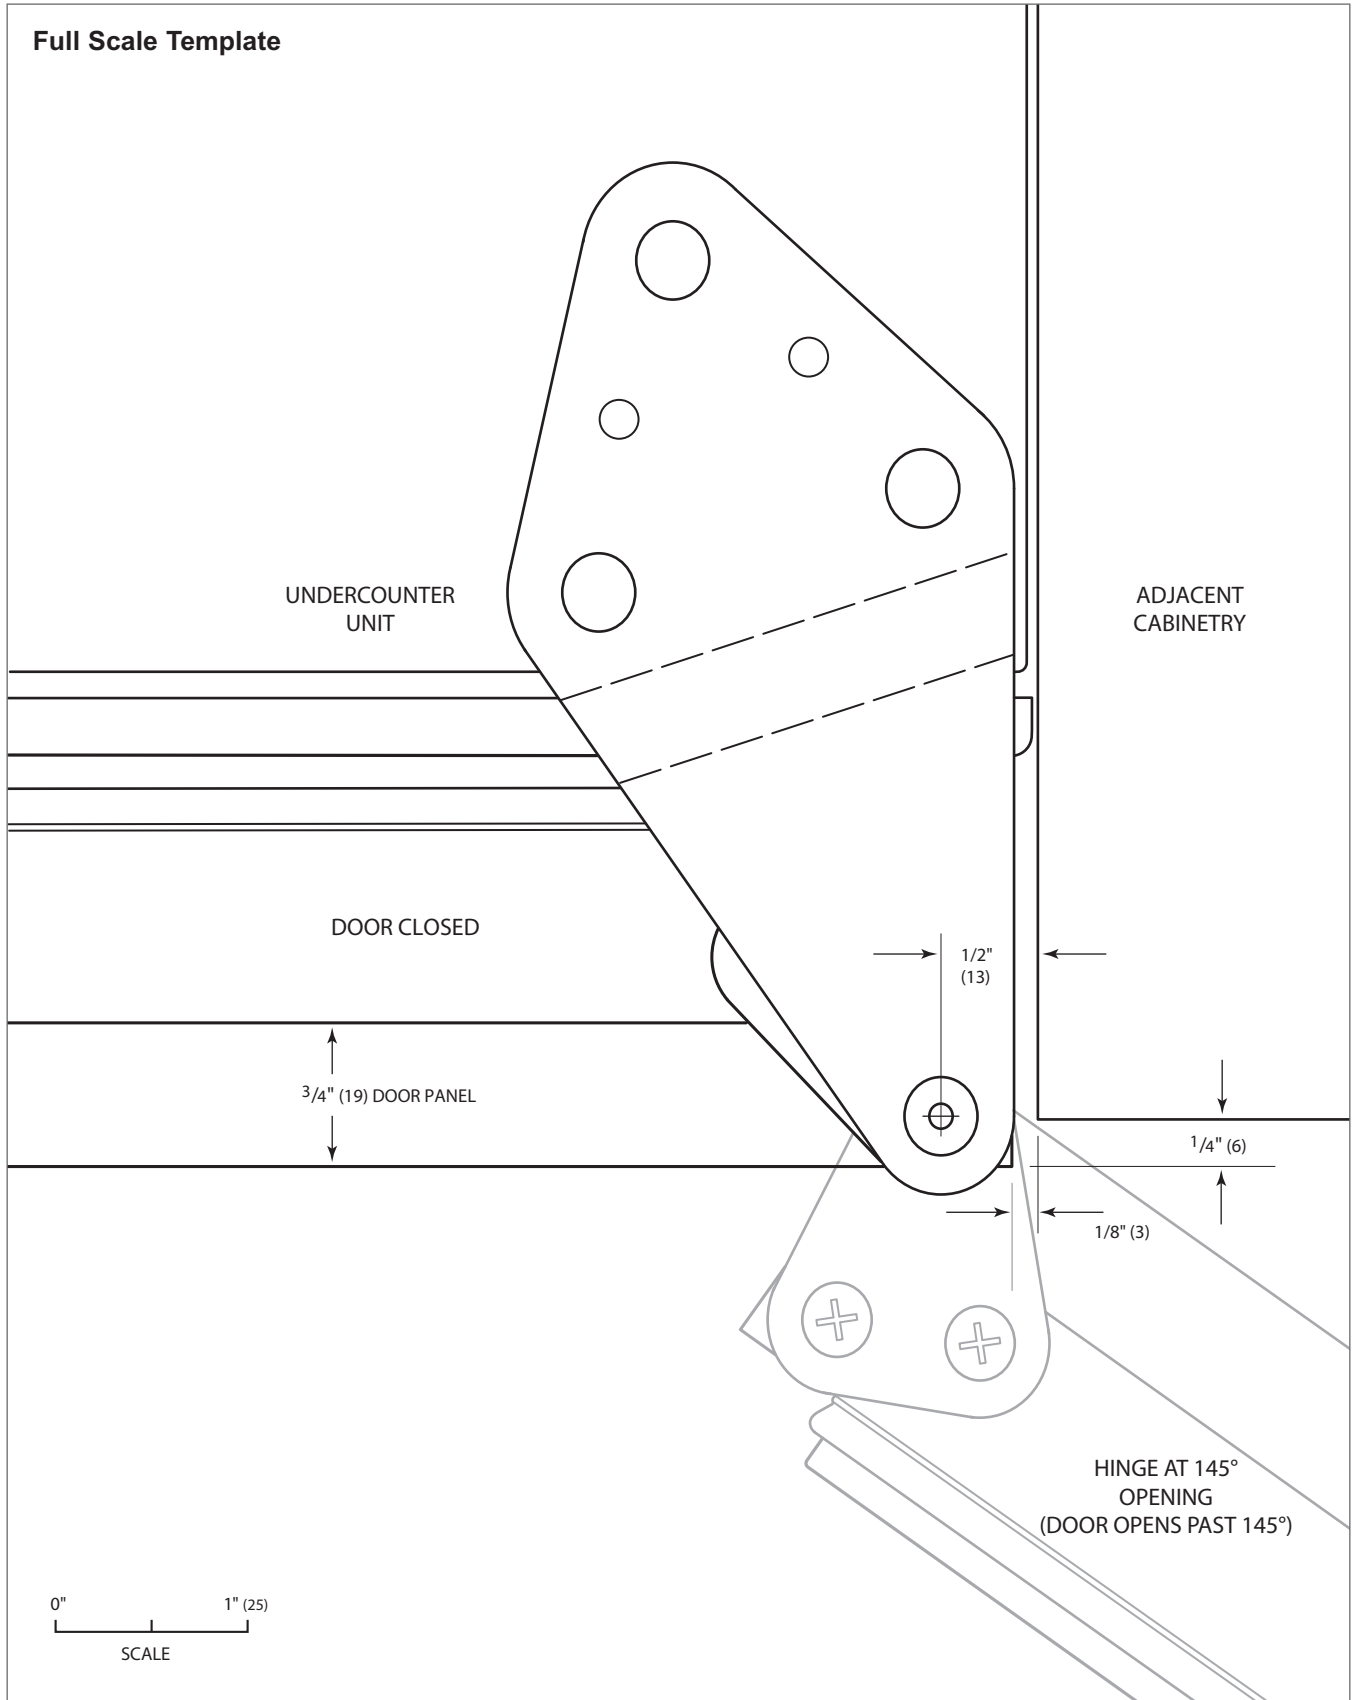 Full Scale Template
UNDERCOUNTER
UNIT
ADJACENT
CABINETRY
DOOR CLOSED
1/2"
(13)
3/4" (19) DOOR PANEL
1/4" (6)
1/8" (3)
HINGE AT 145°
OPENING
(DOOR OPENS PAST 145°)
0" 1" (25)
SCALE